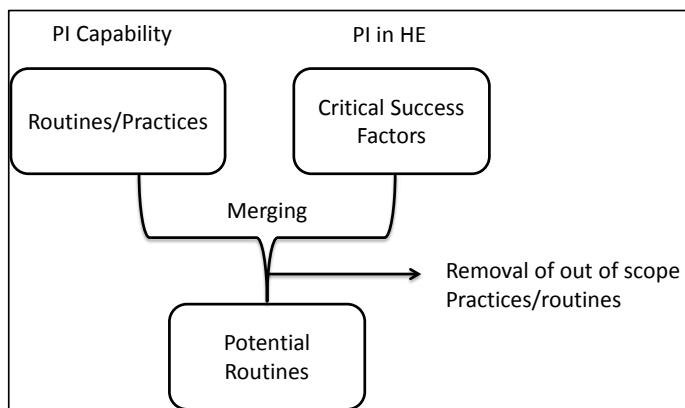 PI Capability
PI in HE
Routines/Practices
Critical Success
Factors
Merging
Removal of out of scope
Practices/routines
Potential
Routines